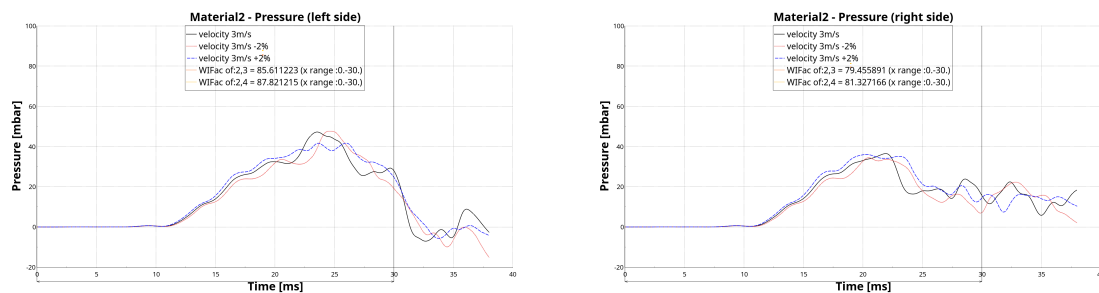 Material2 - Pressure (left side)
100
80
60
40
20
0
-20
Pressure [mbar]
velocity 3m/s
velocity 3m/s -2%
velocity 3m/s +2%
WIFac of:2,3 = 85.611223 (x range :0.-30.)
WIFac of:2,4 = 87.821215 (x range :0.-30.)
0 5 10 15 20 25 30 35 40
Time [ms]
Material2 - Pressure (right side)
100
80
60
40
20
0
-20
Pressure [mbar]
velocity 3m/s
velocity 3m/s -2%
velocity 3m/s +2%
WIFac of:2,3 = 79.455891 (x range :0.-30.)
WIFac of:2,4 = 81.327166 (x range :0.-30.)
0 5 10 15 20 25 30 35 40
Time [ms]